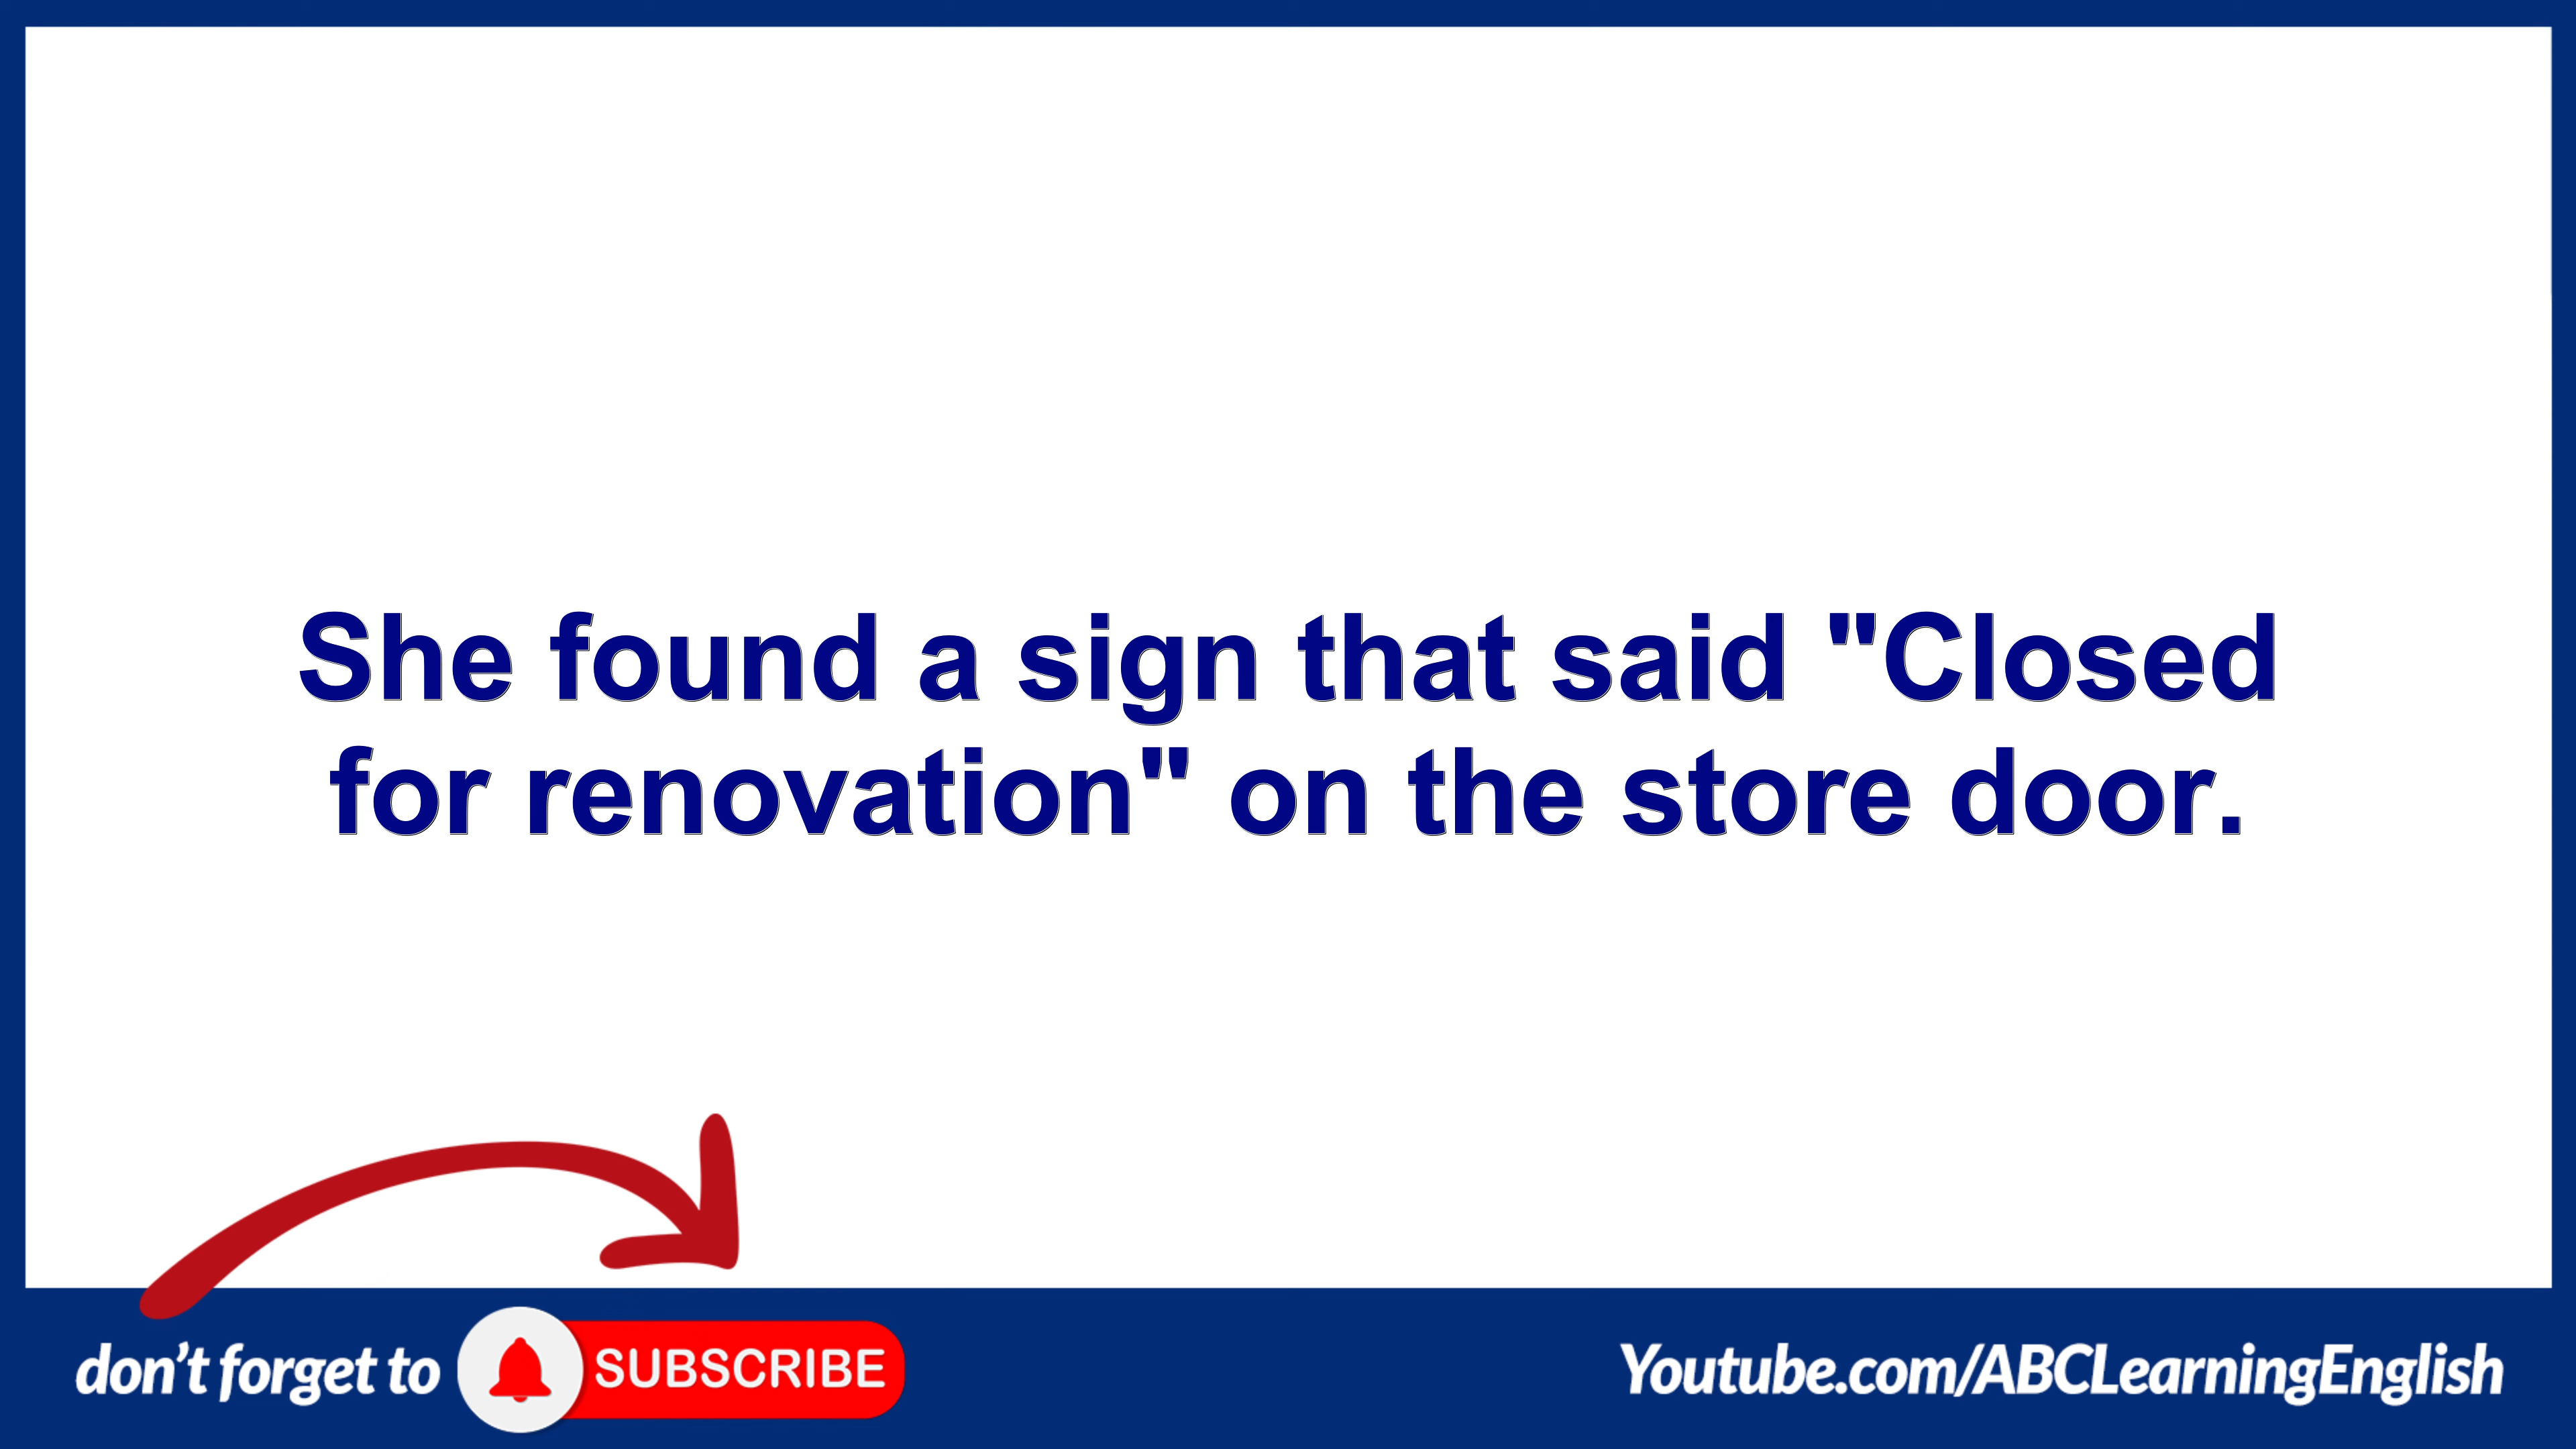 She found a sign that said "Closed
for renovation" on the store door.
don't forget to
SUBSCRIBE
Youtube.com/ABCLearningEnglish